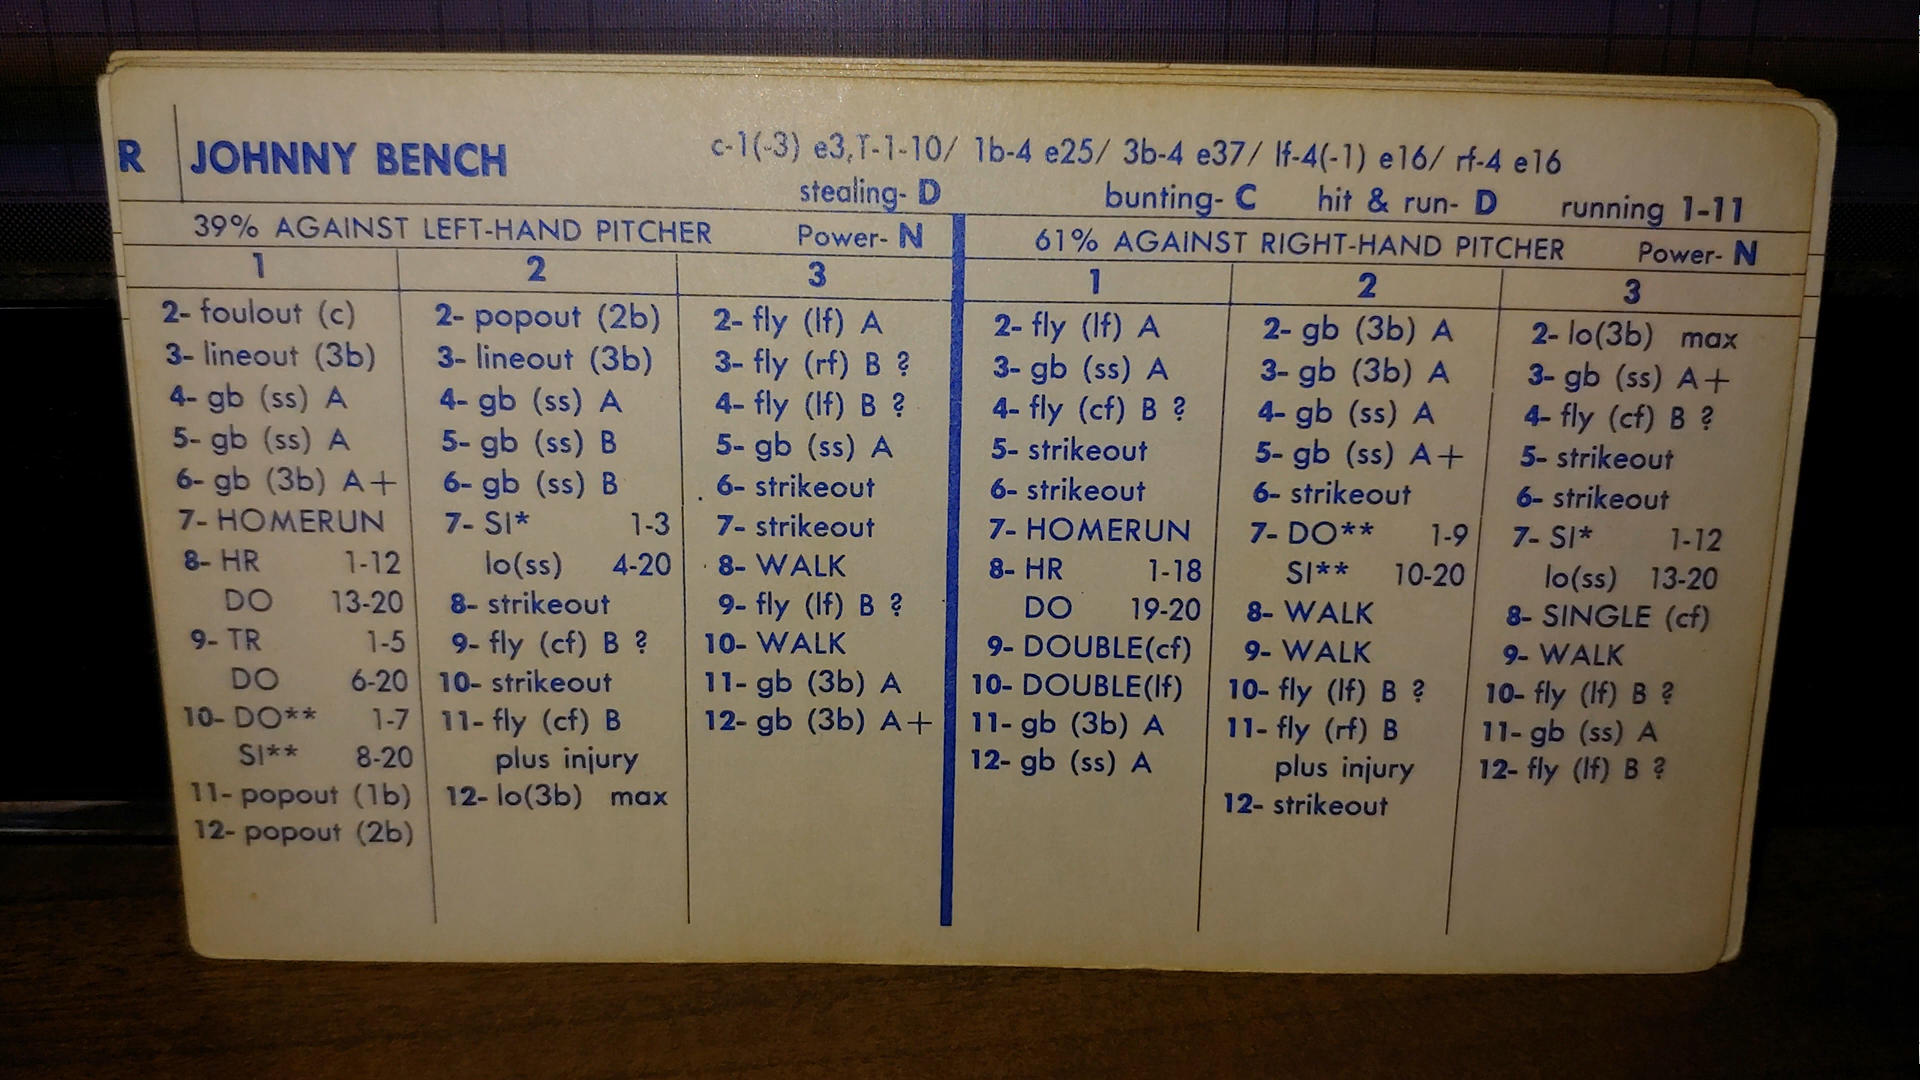 R JOHNNY BENCH c-1(-3) e3,T-1-10/ 1b-4 e25/ 3b-4 e37/ lf-4(-1) e16/ rf-4 e16
stealing- D bunting- C hit & run- D running 1-11
39% AGAINST LEFT-HAND PITCHER Power- N
1
2- foulout (c)
3- lineout (3b)
4- gb (ss) A
5- gb (ss) A
6- gb (3b) A+
7- HOMERUN
8- HR 1-12
DO 13-20
9- TR 1-5
DO 6-20
10- DO** 1-7
SI** 8-20
11- popout (1b)
12- popout (2b)
2
2- popout (2b)
3- lineout (3b)
4- gb (ss) A
5- gb (ss) B
6- gb (ss) B
7- SI* 1-3
lo(ss) 4-20
8- strikeout
9- fly (cf) B ?
10- strikeout
11- fly (cf) B
plus injury
12- lo(3b) max
3
2- fly (lf) A
3- fly (rf) B ?
4- fly (lf) B ?
5- gb (ss) A
6- strikeout
7- strikeout
8- WALK
9- fly (lf) B ?
10- WALK
11- gb (3b) A
12- gb (3b) A+
61% AGAINST RIGHT-HAND PITCHER Power- N
1
2- fly (lf) A
3- gb (ss) A
4- fly (cf) B ?
5- strikeout
6- strikeout
7- HOMERUN
8- HR 1-18
DO 19-20
9- DOUBLE(cf)
10- DOUBLE(lf)
11- gb (3b) A
12- gb (ss) A
2
2- gb (3b) A
3- gb (3b) A
4- gb (ss) A
5- gb (ss) A+
6- strikeout
7- DO** 1-9
SI** 10-20
8- WALK
9- WALK
10- fly (lf) B ?
11- fly (rf) B
plus injury
12- strikeout
3
2- lo(3b) max
3- gb (ss) A+
4- fly (cf) B ?
5- strikeout
6- strikeout
7- SI* 1-12
lo(ss) 13-20
8- SINGLE (cf)
9- WALK
10- fly (lf) B ?
11- gb (ss) A
12- fly (lf) B ?